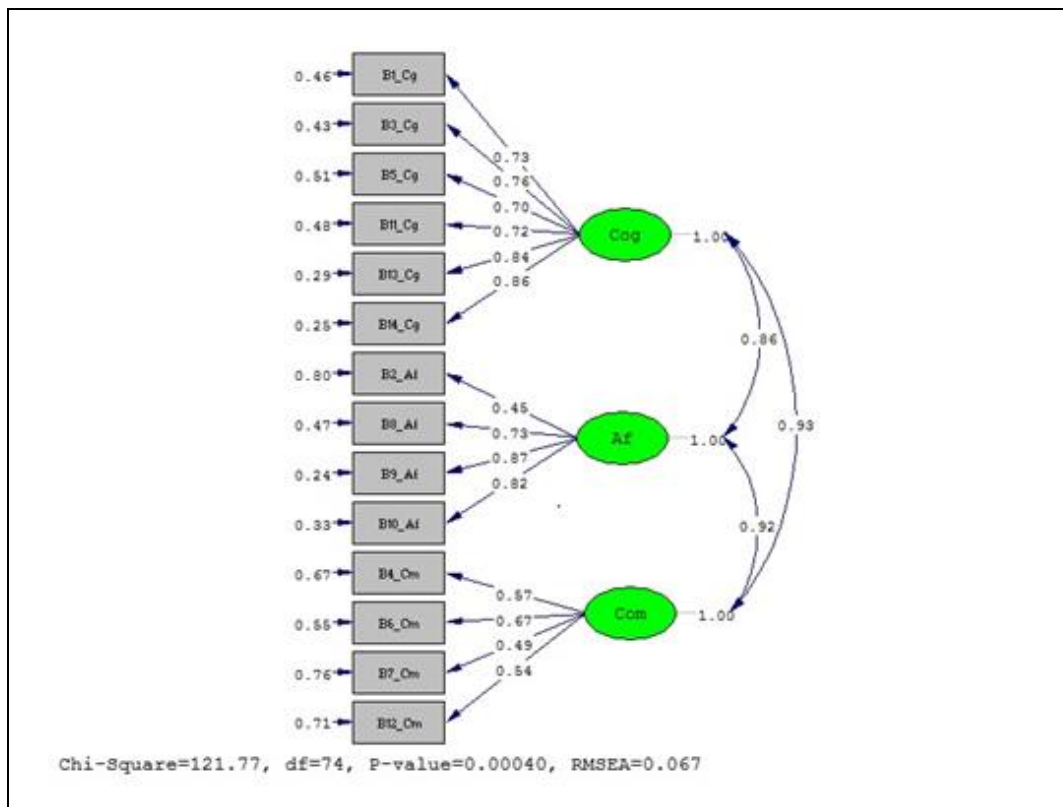 0.46 B1_Cg
0.43 B3_Cg
0.51 B5_Cg
0.48 B11_Cg
0.29 B13_Cg
0.25 B14_Cg
0.80 B2_Af
0.47 B8_Af
0.24 B9_Af
0.33 B10_Af
0.67 B4_Cm
0.55 B6_Cm
0.76 B7_Cm
0.71 B12_Cm
0.73
0.76
0.70
0.72
0.84
0.86
0.45
0.73
0.87
0.82
0.57
0.67
0.49
0.54
Cog 1.00
Af 1.00
Com 1.00
0.86
0.93
0.92
Chi-Square=121.77, df=74, P-value=0.00040, RMSEA=0.067